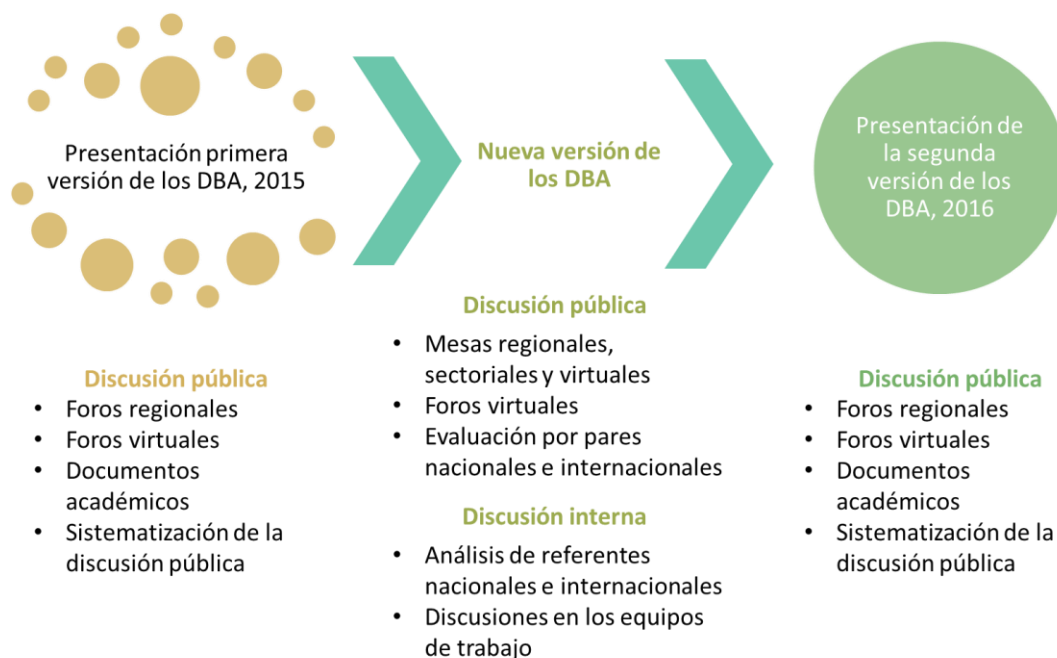 Presentación primera
versión de los DBA, 2015
Discusión pública
• Foros regionales
• Foros virtuales
• Documentos
académicos
• Sistematización de la
discusión pública
Nueva versión de
los DBA
Discusión pública
• Mesas regionales,
sectoriales y virtuales
• Foros virtuales
• Evaluación por pares
nacionales e internacionales
Discusión interna
• Análisis de referentes
nacionales e internacionales
• Discusiones en los equipos
de trabajo
Presentación de
la segunda
versión de los
DBA, 2016
Discusión pública
• Foros regionales
• Foros virtuales
• Documentos
académicos
• Sistematización de la
discusión pública